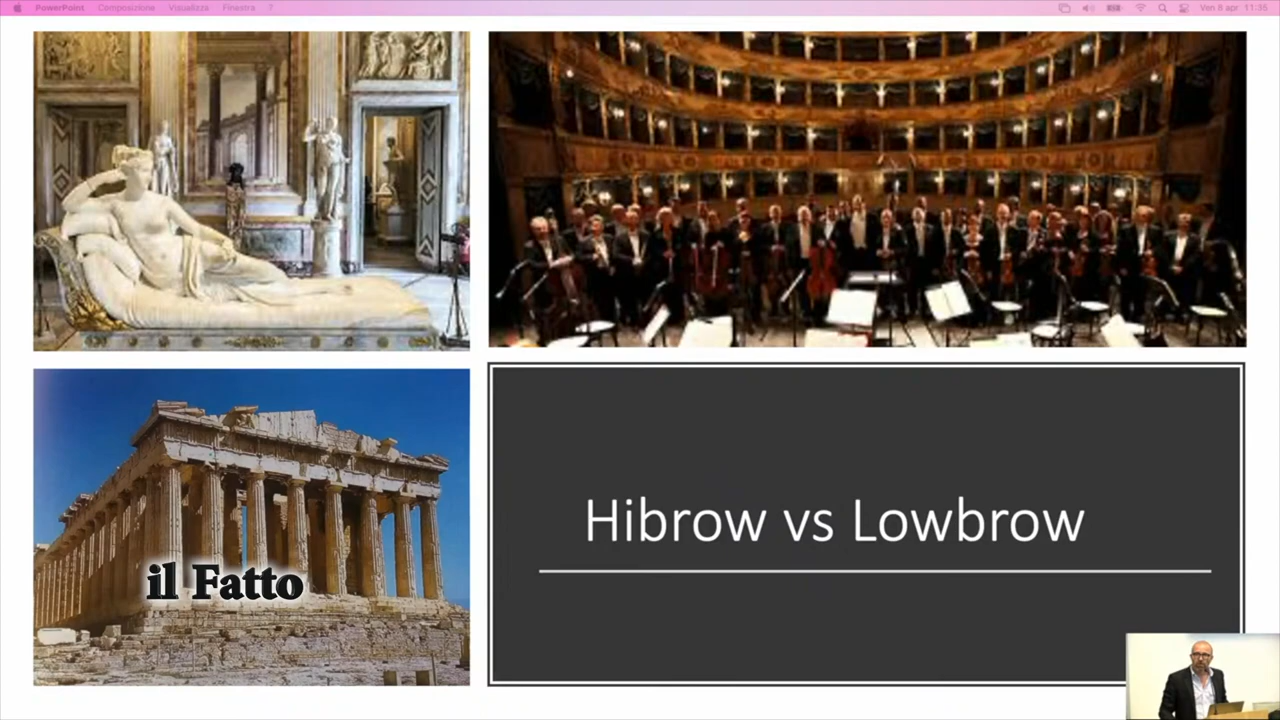 PowerPoint Composizione Visualizza Finestra ?
Ven 8 apr 11:35
il Fatto
Hibrow vs Lowbrow